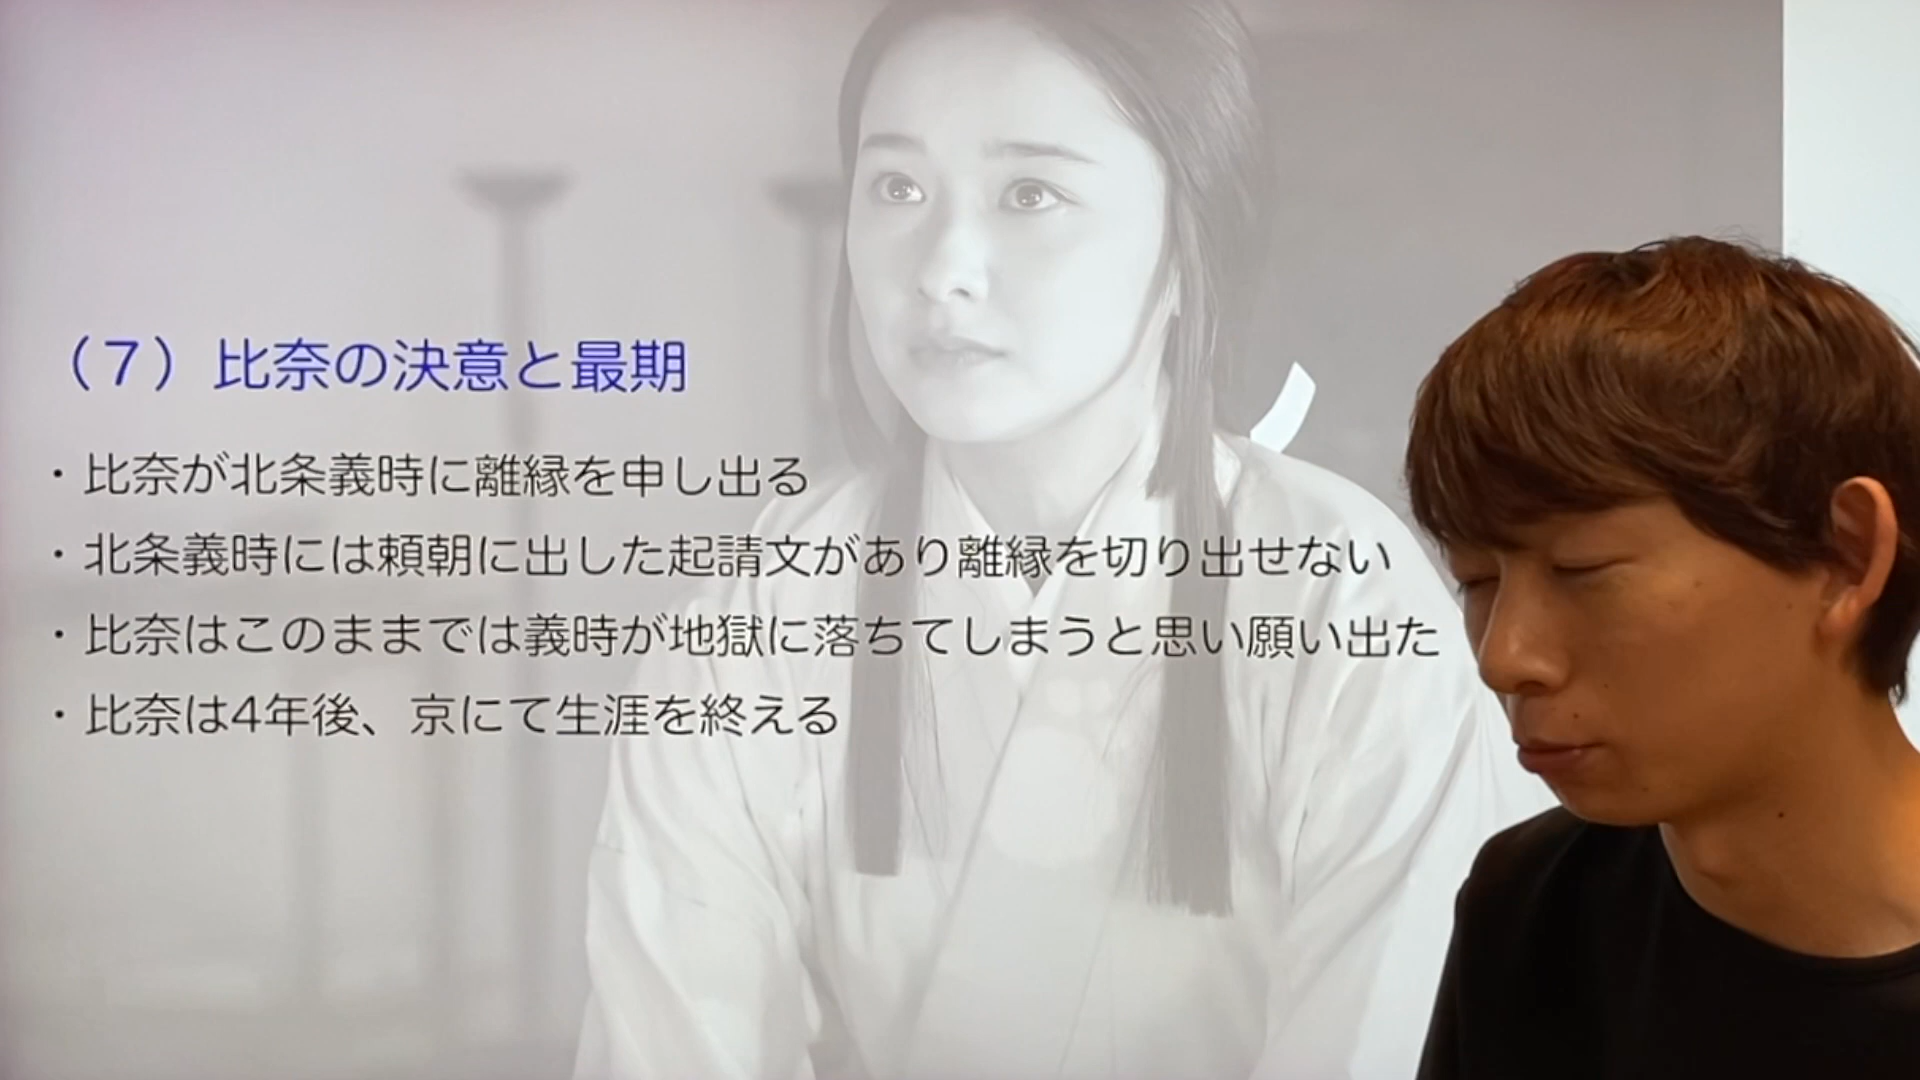 （７）比奈の決意と最期
・比奈が北条義時に離縁を申し出る
・北条義時には頼朝に出した起請文があり離縁を切り出せない
・比奈はこのままでは義時が地獄に落ちてしまうと思い願い出た
・比奈は4年後、京にて生涯を終える